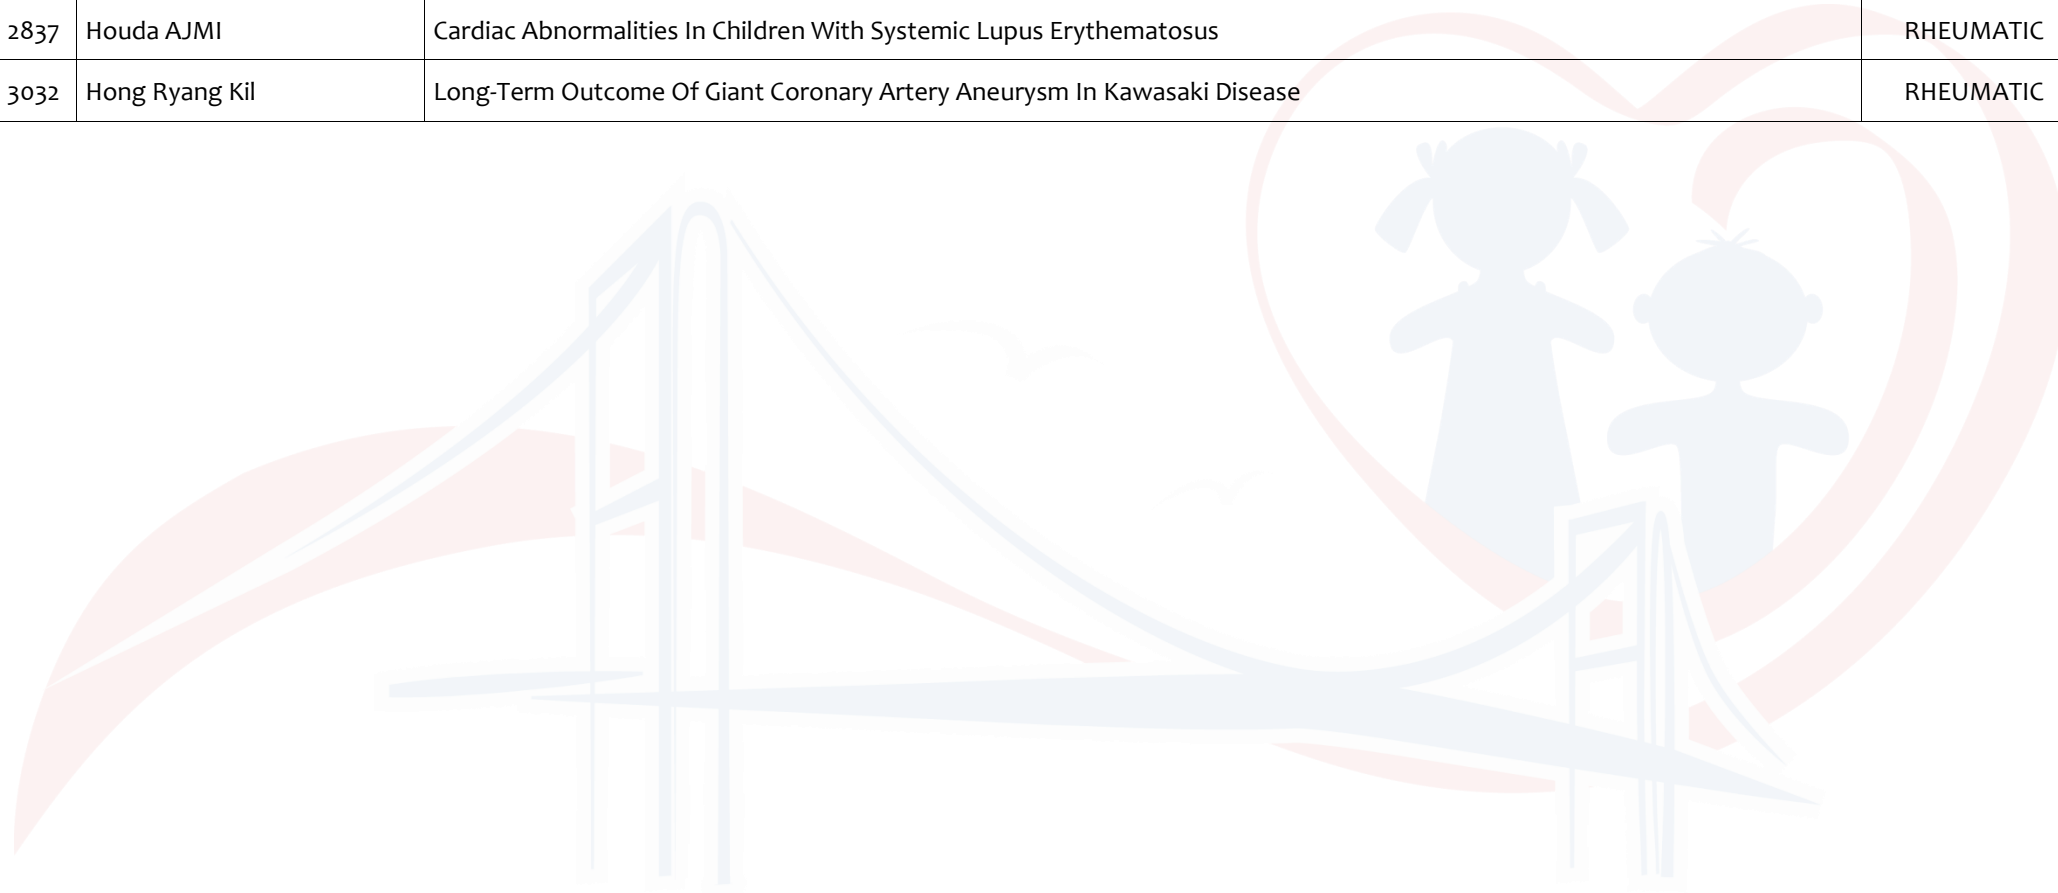 2837 Houda AJMI Cardiac Abnormalities In Children With Systemic Lupus Erythematosus RHEUMATIC
3032 Hong Ryang Kil Long-Term Outcome Of Giant Coronary Artery Aneurysm In Kawasaki Disease RHEUMATIC